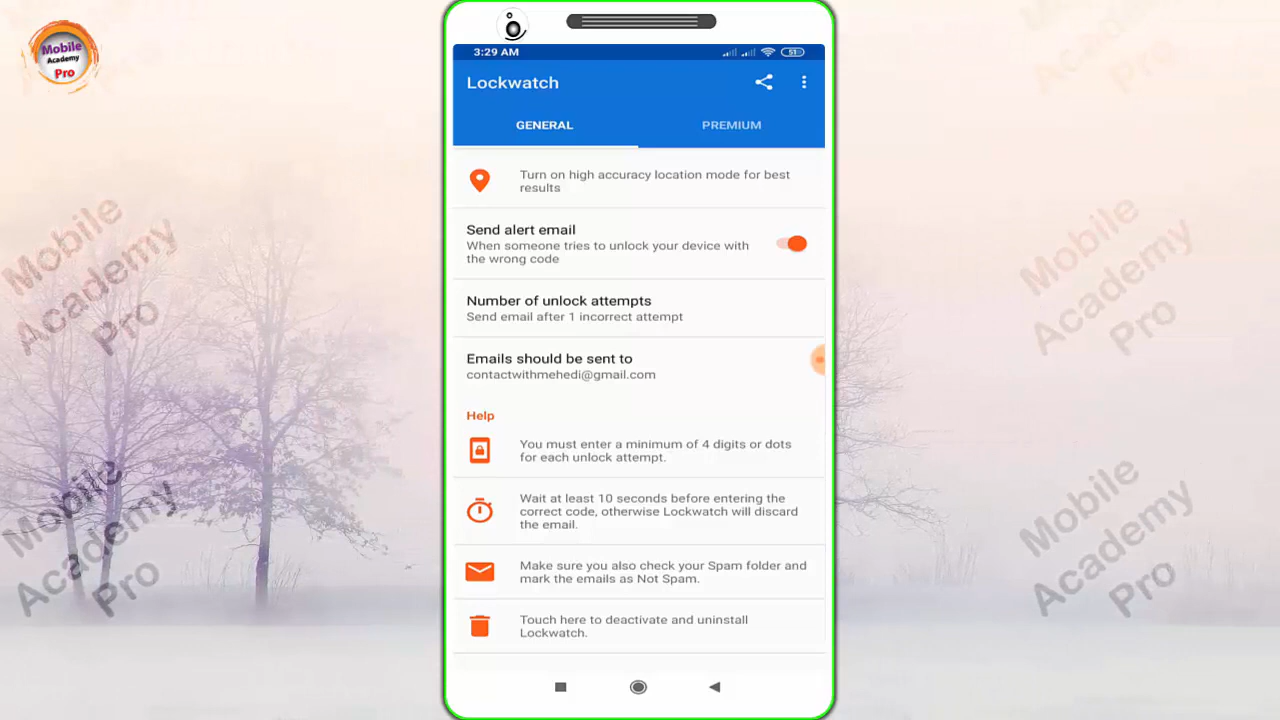 Mobile
Academy
Pro
3:29 AM
51
Lockwatch
GENERAL
PREMIUM
Turn on high accuracy location mode for best
results
Send alert email
When someone tries to unlock your device with
the wrong code
Number of unlock attempts
Send email after 1 incorrect attempt
Emails should be sent to
contactwithmehedi@gmail.com
Help
You must enter a minimum of 4 digits or dots
for each unlock attempt.
Wait at least 10 seconds before entering the
correct code, otherwise Lockwatch will discard
the email.
Make sure you also check your Spam folder and
mark the emails as Not Spam.
Touch here to deactivate and uninstall
Lockwatch.
Mobile
Academy
Pro
Mobile
Academy
Pro
Mobile
Academy
Pro
Mobile
Academy
Pro